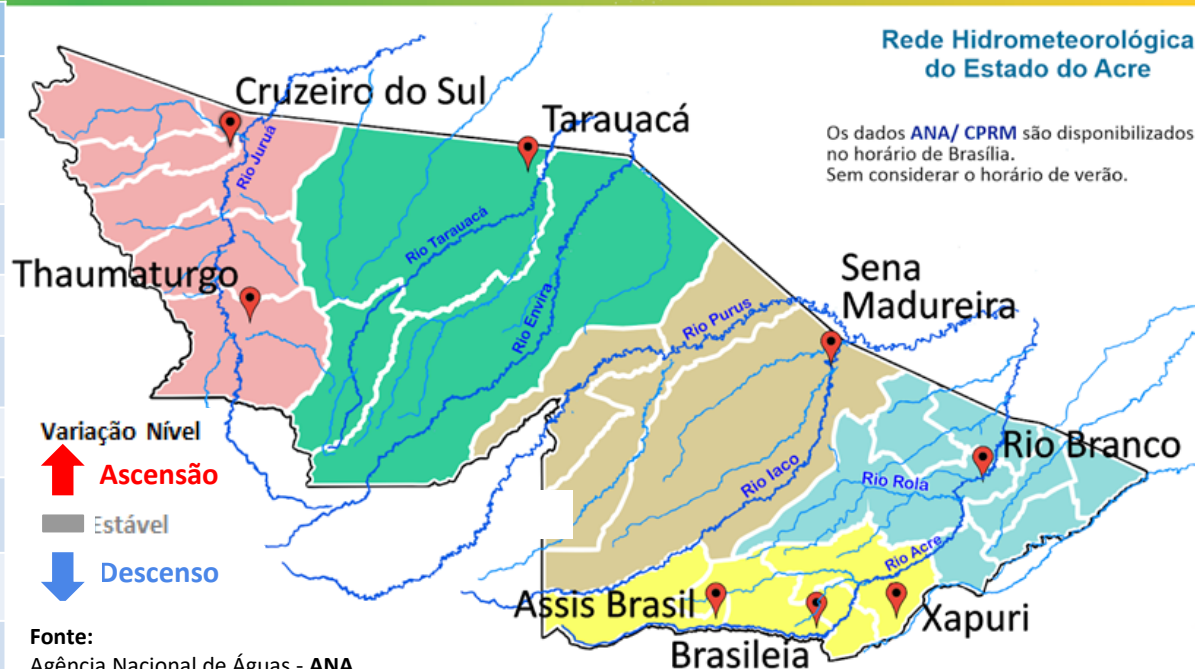 Rede Hidrometeorológica
do Estado do Acre
Os dados ANA/ CPRM são disponibilizados
no horário de Brasília.
Sem considerar o horário de verão.
Cruzeiro do Sul
Tarauacá
Rio Juruá
Rio Tarauacá
Thaumaturgo
Rio Envira
Sena
Madureira
Rio Purus
Rio Branco
Rio Iaco
Rio Rola
Rio Acre
Assis Brasil
Xapuri
Brasileia
Variação Nível
Ascensão
Estável
Descenso
Fonte:
Agência Nacional de Águas - ANA